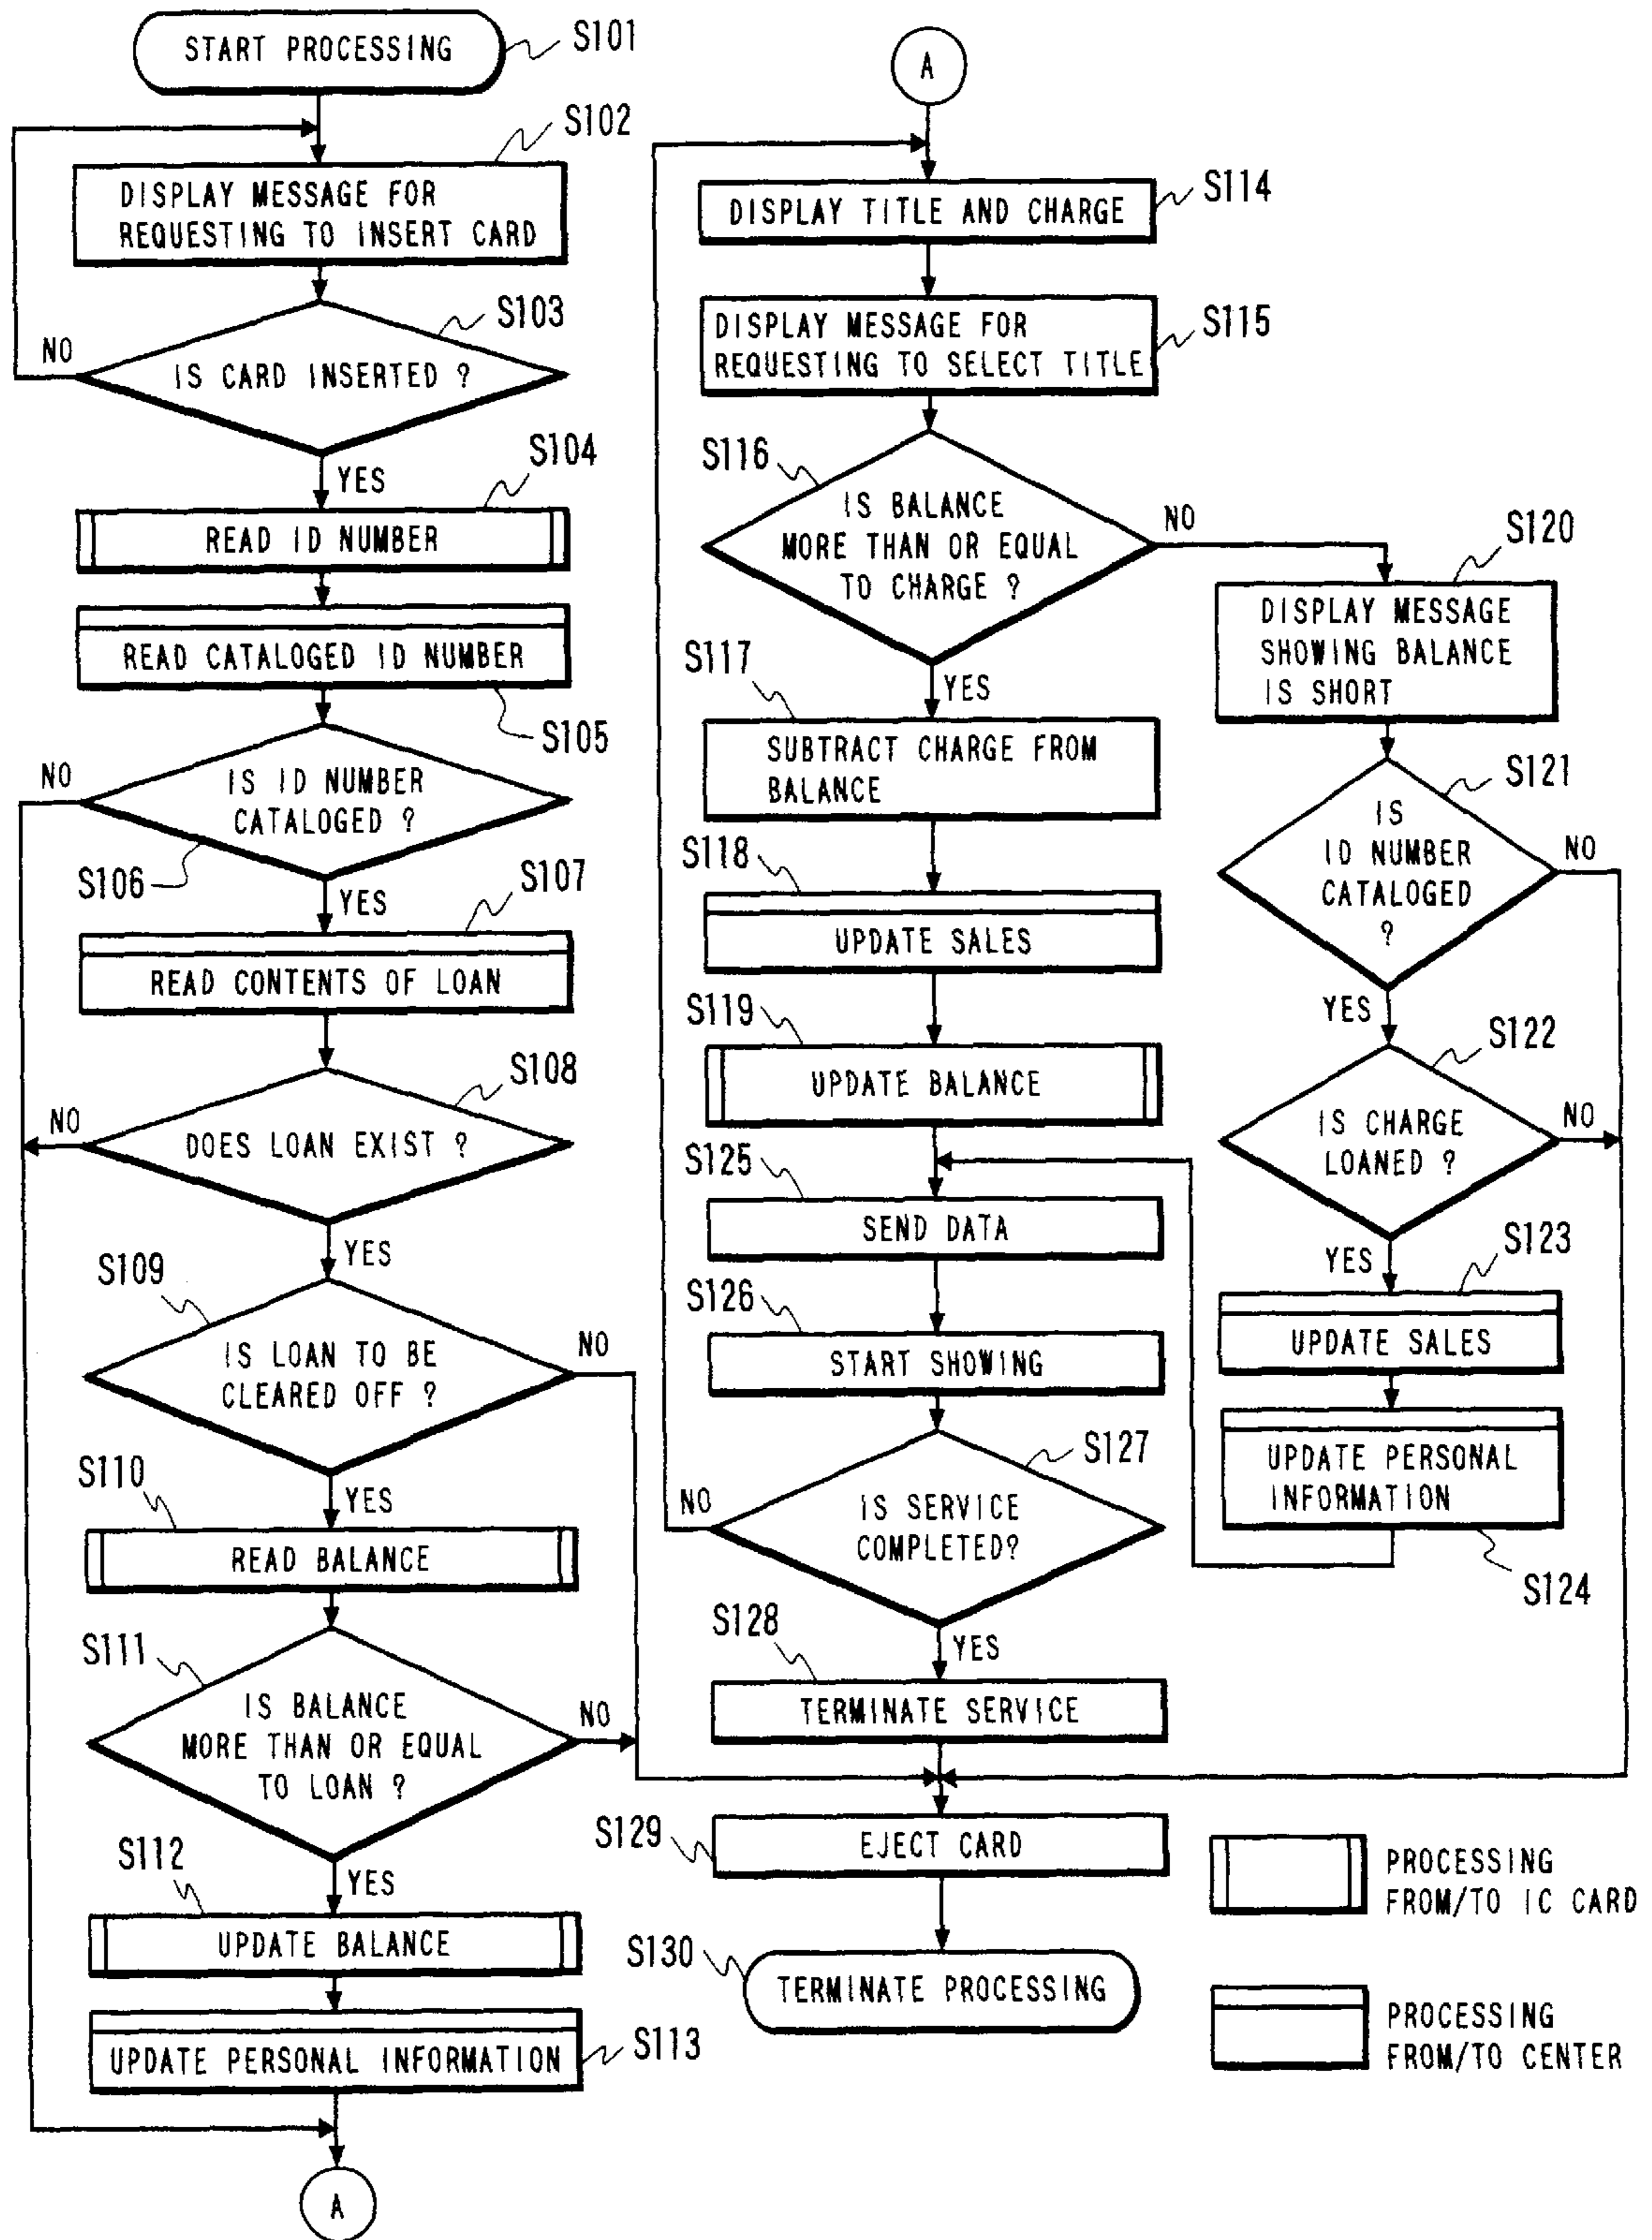 START PROCESSING
S101
S102
DISPLAY MESSAGE FOR
REQUESTING TO INSERT CARD
S103
NO
IS CARD INSERTED ?
YES
S104
READ ID NUMBER
READ CATALOGED ID NUMBER
S105
NO
IS ID NUMBER
CATALOGED ?
S106
YES
S107
READ CONTENTS OF LOAN
S108
NO
DOES LOAN EXIST ?
YES
S109
NO
IS LOAN TO BE
CLEARED OFF ?
YES
S110
READ BALANCE
S111
IS BALANCE
MORE THAN OR EQUAL
TO LOAN ?
NO
YES
S112
UPDATE BALANCE
UPDATE PERSONAL INFORMATION
S113
A
A
S114
DISPLAY TITLE AND CHARGE
S115
DISPLAY MESSAGE FOR
REQUESTING TO SELECT TITLE
S116
IS BALANCE
MORE THAN OR EQUAL
TO CHARGE ?
NO
YES
S117
SUBTRACT CHARGE FROM
BALANCE
S118
UPDATE SALES
S119
UPDATE BALANCE
S125
SEND DATA
S126
START SHOWING
S127
NO
IS SERVICE
COMPLETED?
YES
S128
TERMINATE SERVICE
S129
EJECT CARD
S130
TERMINATE PROCESSING
S120
DISPLAY MESSAGE
SHOWING BALANCE
IS SHORT
S121
IS
ID NUMBER
CATALOGED
?
NO
YES
S122
IS CHARGE
LOANED ?
NO
YES
S123
UPDATE SALES
UPDATE PERSONAL
INFORMATION
S124
PROCESSING
FROM/TO IC CARD
PROCESSING
FROM/TO CENTER